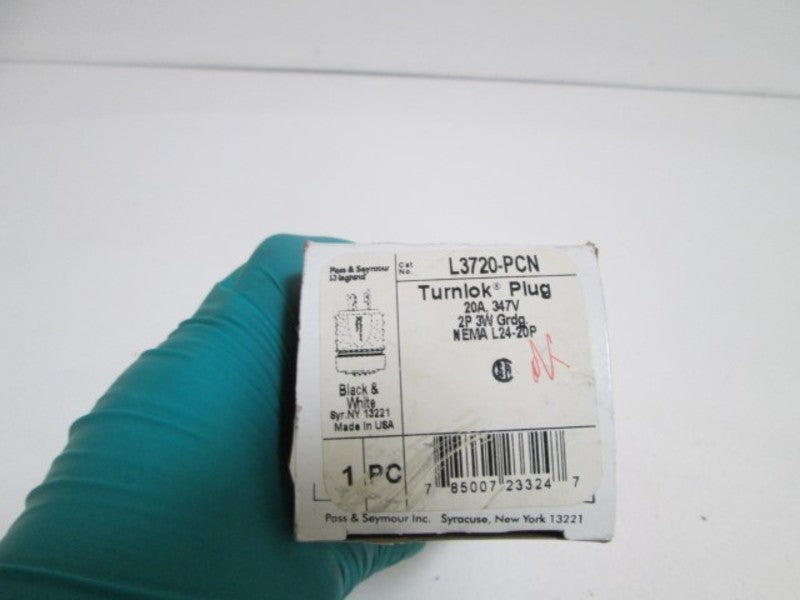 Pass & Seymour
legrand
Cat
No.
L3720-PCN
Turnlok® Plug
20A, 347V
2P 3W Grdg.
NEMA L24-20P
Black &
White
Syr.NY 13221
Made In USA
1 PC
7 85007 23324 7
Pass & Seymour Inc. Syracuse, New York 13221